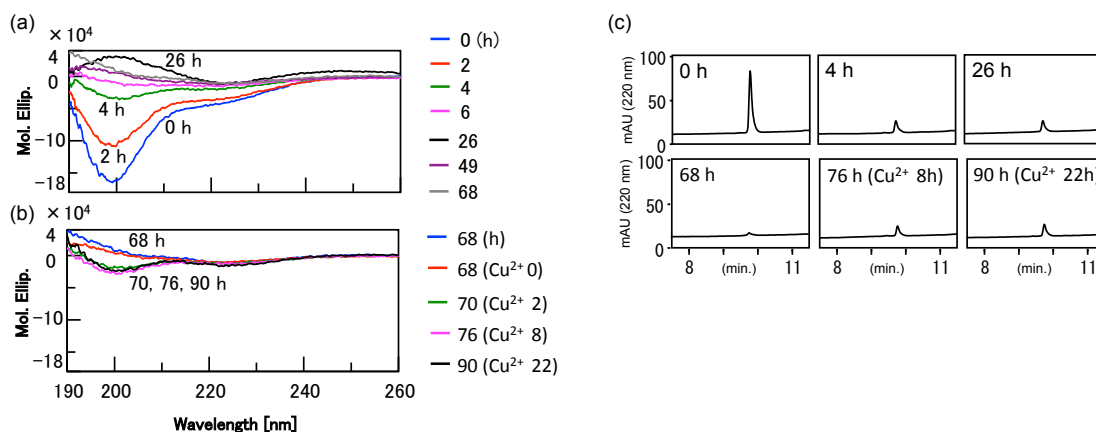 (a)
× 10⁴
4
0
−10
−18
Mol. Ellip.
26 h
4 h
0 h
2 h
0 (h)
2
4
6
26
49
68
(b)
× 10⁴
4
0
−10
−18
Mol. Ellip.
68 h
70, 76, 90 h
190 200 220 240 260
Wavelength [nm]
68 (h)
68 (Cu²⁺ 0)
70 (Cu²⁺ 2)
76 (Cu²⁺ 8)
90 (Cu²⁺ 22)
(c)
mAU (220 nm)
100
50
0
0 h
4 h
26 h
mAU (220 nm)
100
50
0
68 h
76 h (Cu²⁺ 8h)
90 h (Cu²⁺ 22h)
8 (min.) 11
8 (min.) 11
8 (min.) 11